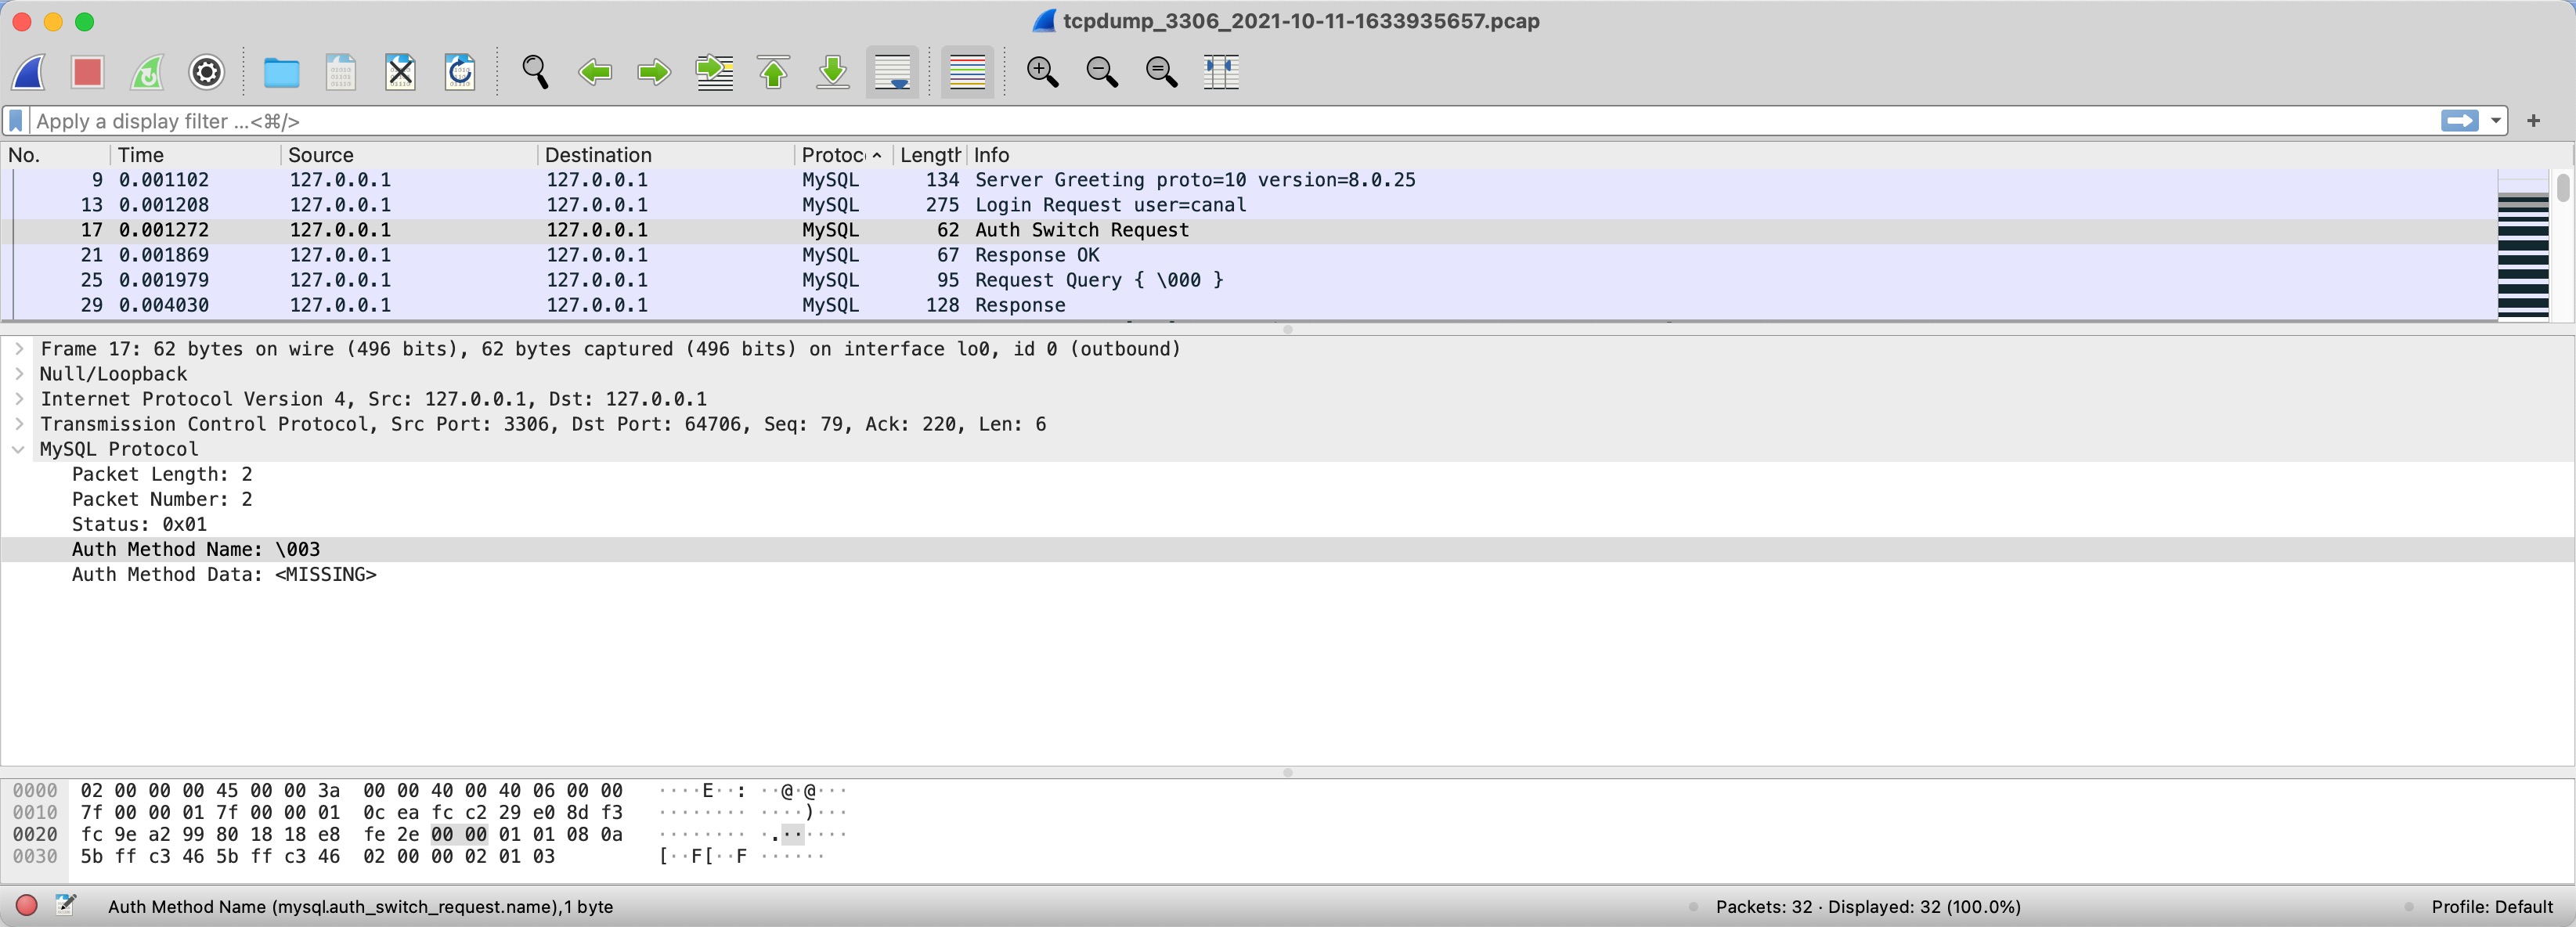 tcpdump_3306_2021-10-11-1633935657.pcap
Apply a display filter ...<⌘/>
No. Time Source Destination Protoc Length Info
9 0.001102 127.0.0.1 127.0.0.1 MySQL 134 Server Greeting proto=10 version=8.0.25
13 0.001208 127.0.0.1 127.0.0.1 MySQL 275 Login Request user=canal
17 0.001272 127.0.0.1 127.0.0.1 MySQL 62 Auth Switch Request
21 0.001869 127.0.0.1 127.0.0.1 MySQL 67 Response OK
25 0.001979 127.0.0.1 127.0.0.1 MySQL 95 Request Query { \000 }
29 0.004030 127.0.0.1 127.0.0.1 MySQL 128 Response
Frame 17: 62 bytes on wire (496 bits), 62 bytes captured (496 bits) on interface lo0, id 0 (outbound)
Null/Loopback
Internet Protocol Version 4, Src: 127.0.0.1, Dst: 127.0.0.1
Transmission Control Protocol, Src Port: 3306, Dst Port: 64706, Seq: 79, Ack: 220, Len: 6
MySQL Protocol
Packet Length: 2
Packet Number: 2
Status: 0x01
Auth Method Name: \003
Auth Method Data: <MISSING>
0000 02 00 00 00 45 00 00 3a 00 00 40 00 40 06 00 00 ····E··: ··@·@···
0010 7f 00 00 01 7f 00 00 01 0c ea fc c2 29 e0 8d f3 ········ ····)···
0020 fc 9e a2 99 80 18 18 e8 fe 2e 00 00 01 01 08 0a ········ ·.······
0030 5b ff c3 46 5b ff c3 46 02 00 00 02 01 03 [··F[··F ······
Auth Method Name (mysql.auth_switch_request.name), 1 byte
Packets: 32 · Displayed: 32 (100.0%)
Profile: Default